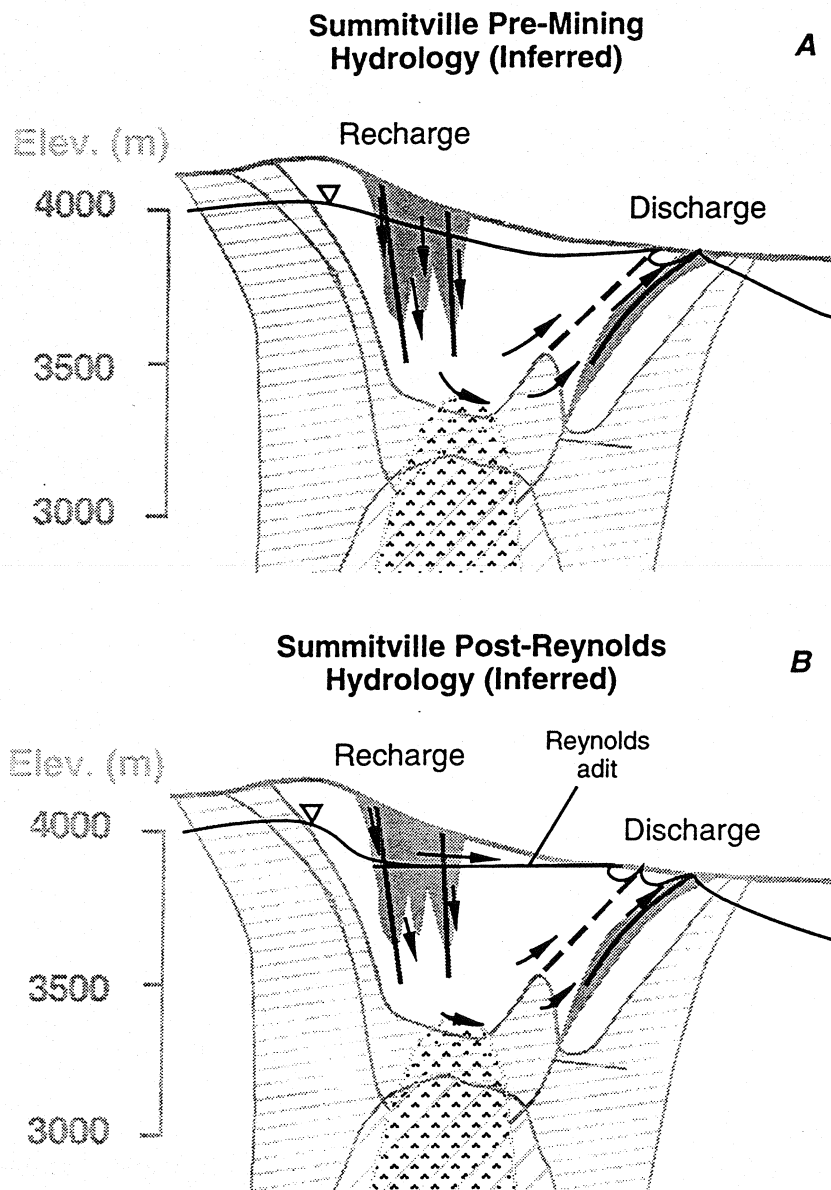 Summitville Pre-Mining
Hydrology (Inferred)
A
Recharge
Elev. (m)
4000
Discharge
3500
3000
Summitville Post-Reynolds
Hydrology (Inferred)
B
Reynolds
adit
Recharge
Elev. (m)
4000
Discharge
3500
3000